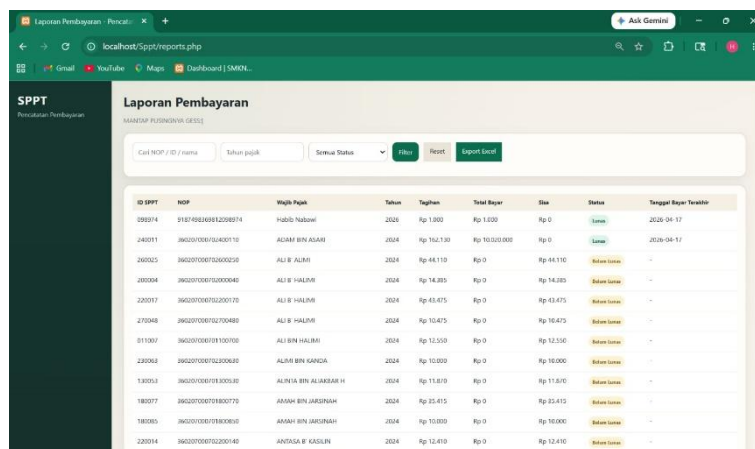 Laporan Pembayaran - Pencatat
Ask Gemini
localhost/Sppt/reports.php
Gmail YouTube Maps Dashboard | SMKN...
SPPT
Pencatatan Pembayaran
Laporan Pembayaran
MANTAP PUSINGNYA GESS||
Cari NOP / ID / nama Tahun pajak Semua Status Filter Reset Export Excel
ID SPPT NOP Wajib Pajak Tahun Tagihan Total Bayar Sisa Status Tanggal Bayar Terakhir
098974 Habib Nabawi 2026 Rp 1.000 Rp 1.000 Rp 0 Lunas 2026-04-17
240011 360207000702400110 ADAM BIN ASARI 2024 Rp 162.130 Rp 10.020.000 Rp 0 Lunas 2026-04-17
260025 360207000702600250 ALI B' ALIMI 2024 Rp 44.110 Rp 0 Rp 44.110 Belum Lunas -
200004 360207000702000040 ALI B' HALIMI 2024 Rp 14.385 Rp 0 Rp 14.385 Belum Lunas -
220017 360207000702200170 ALI B' HALIMI 2024 Rp 43.475 Rp 0 Rp 43.475 Belum Lunas -
270048 360207000702700480 ALI B' HALIMI 2024 Rp 10.475 Rp 0 Rp 10.475 Belum Lunas -
011007 ALI BIN HALIMI 2024 Rp 12.550 Rp 0 Rp 12.550 Belum Lunas -
230063 360207000702300630 ALIMI BIN KANDA 2024 Rp 10.000 Rp 0 Rp 10.000 Belum Lunas -
130053 360207000701300530 ALINTA BIN ALIAKBAR H 2024 Rp 11.870 Rp 0 Rp 11.870 Belum Lunas -
180077 360207000701800770 AMAH BIN JARSINAH 2024 Rp 35.415 Rp 0 Rp 35.415 Belum Lunas -
180085 360207000701800850 AMAH BIN JARSINAH 2024 Rp 10.000 Rp 0 Rp 10.000 Belum Lunas -
220014 360207000702200140 ANTASA B' KASILIN 2024 Rp 12.410 Rp 0 Rp 12.410 Belum Lunas -